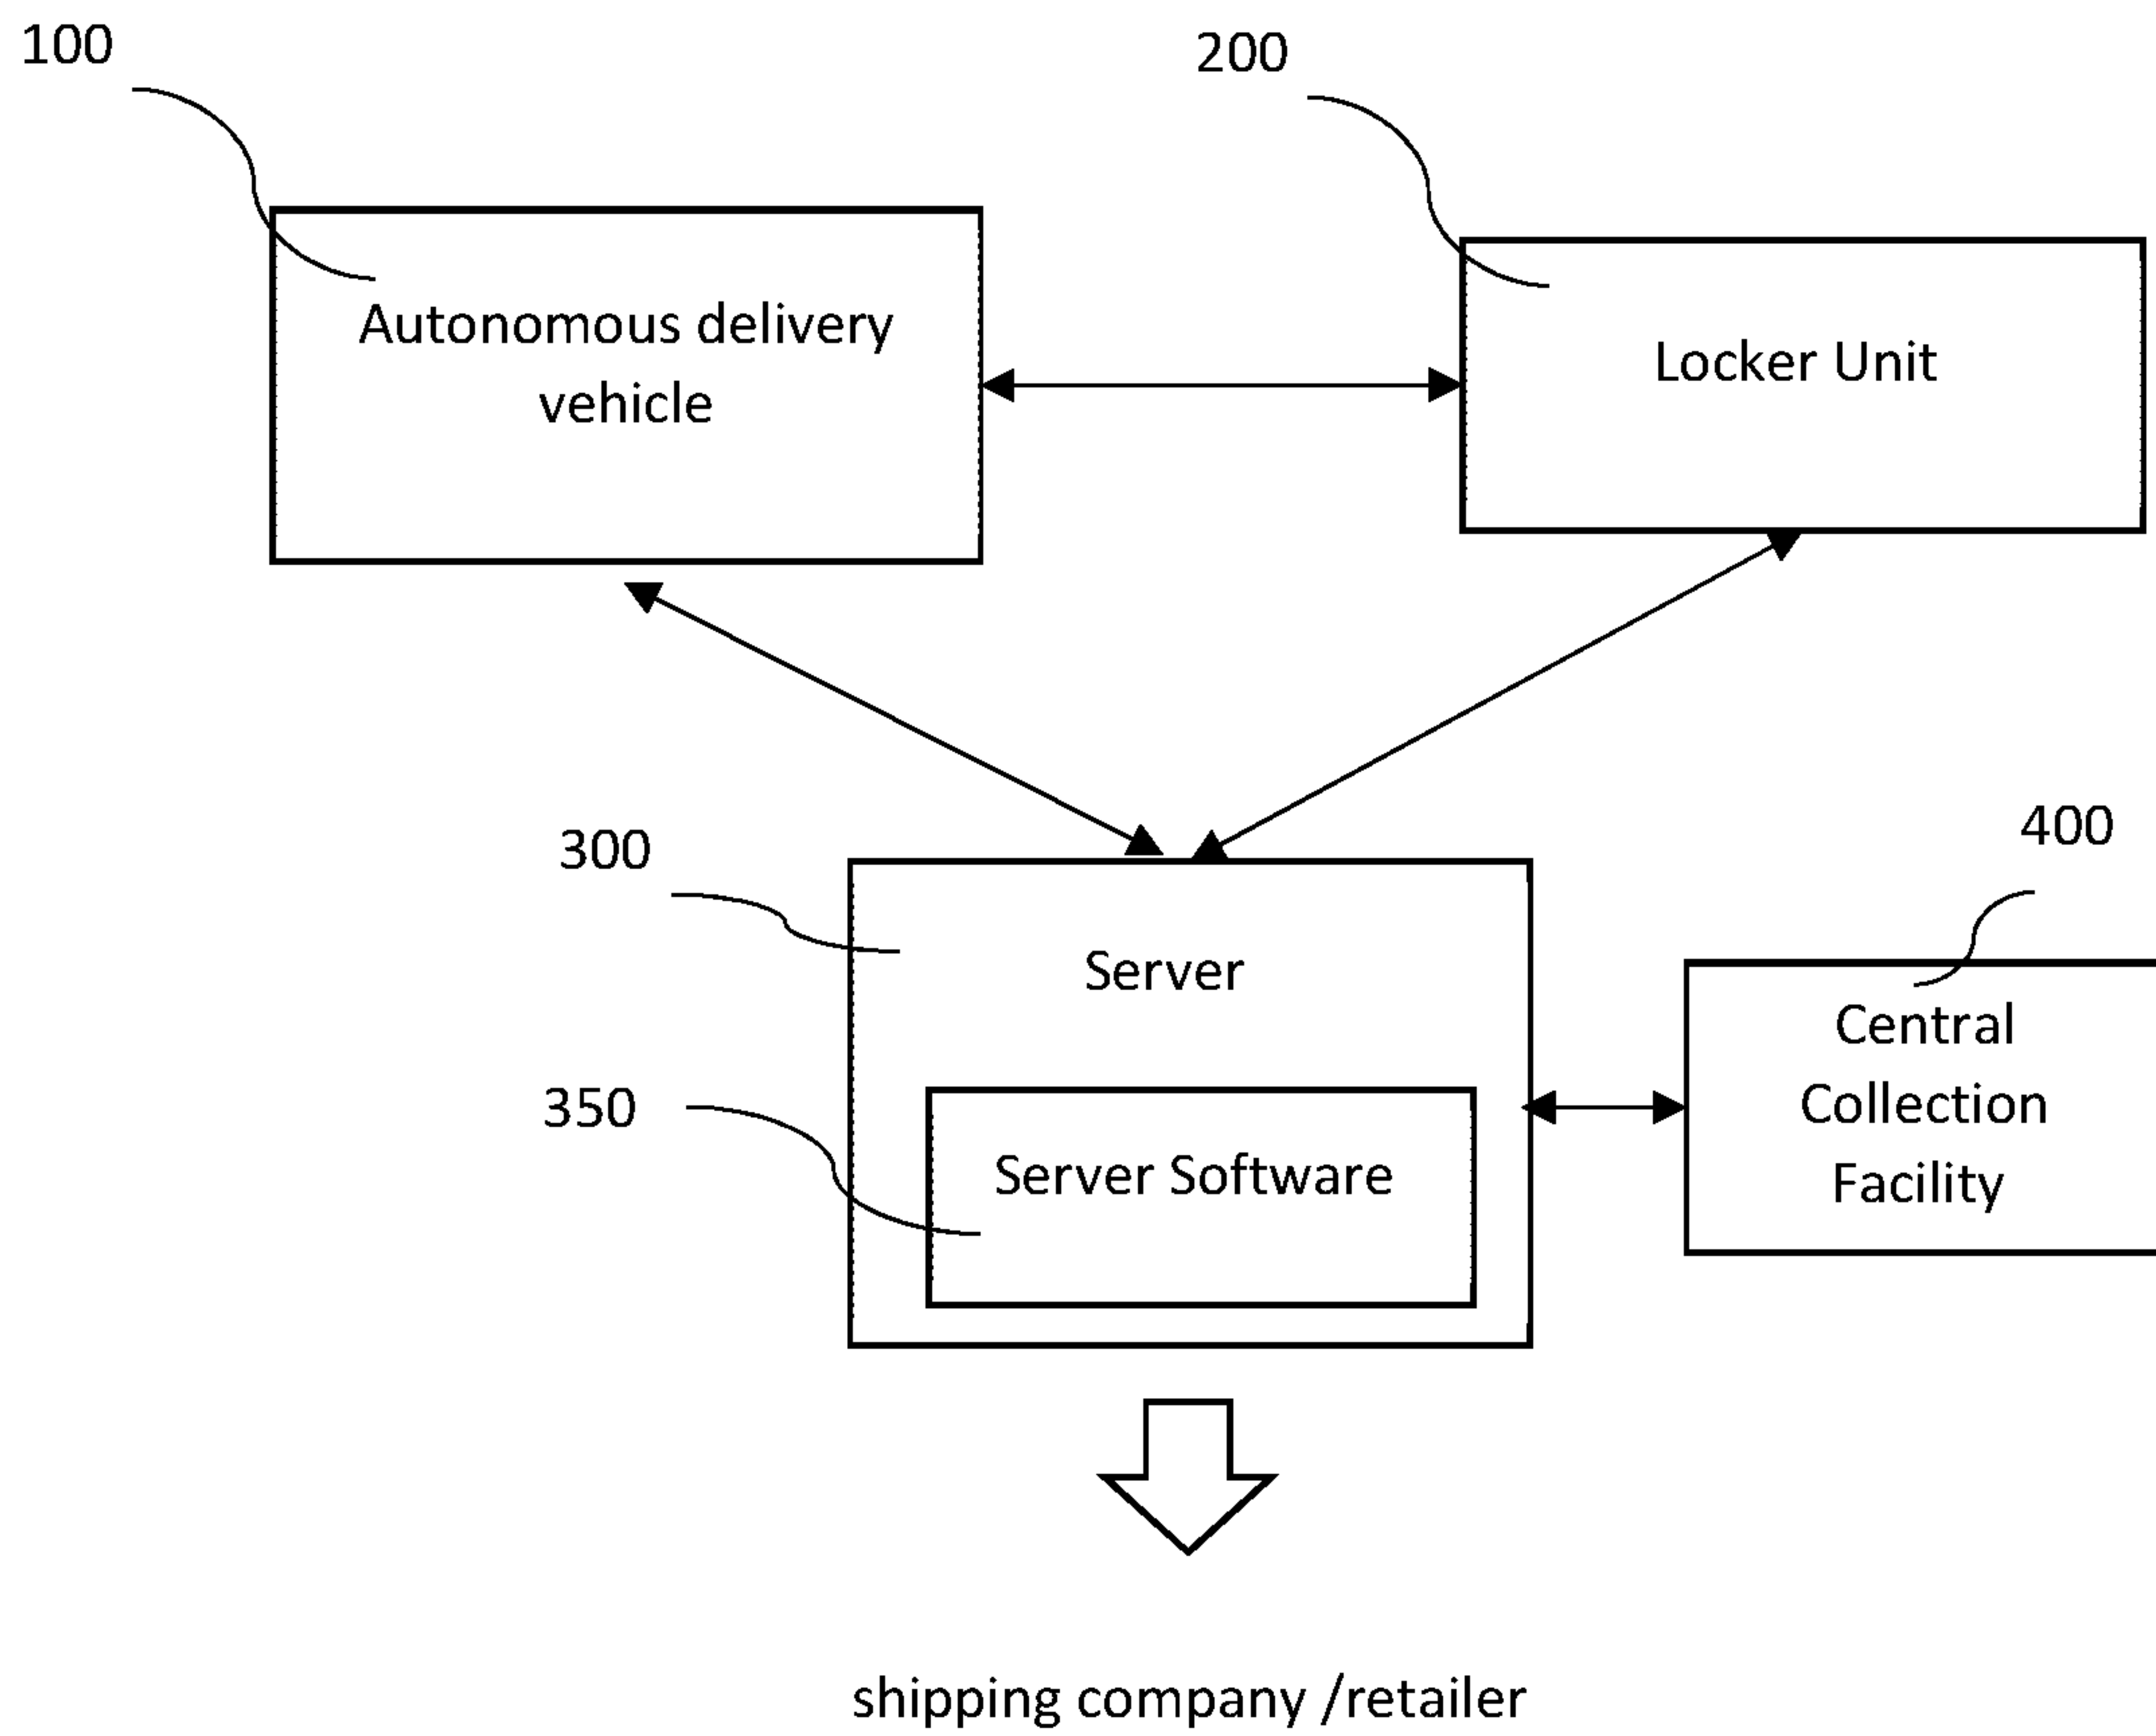 100
200
Autonomous delivery
vehicle
Locker Unit
300
400
Server
Central
Collection
Facility
350
Server Software
shipping company /retailer